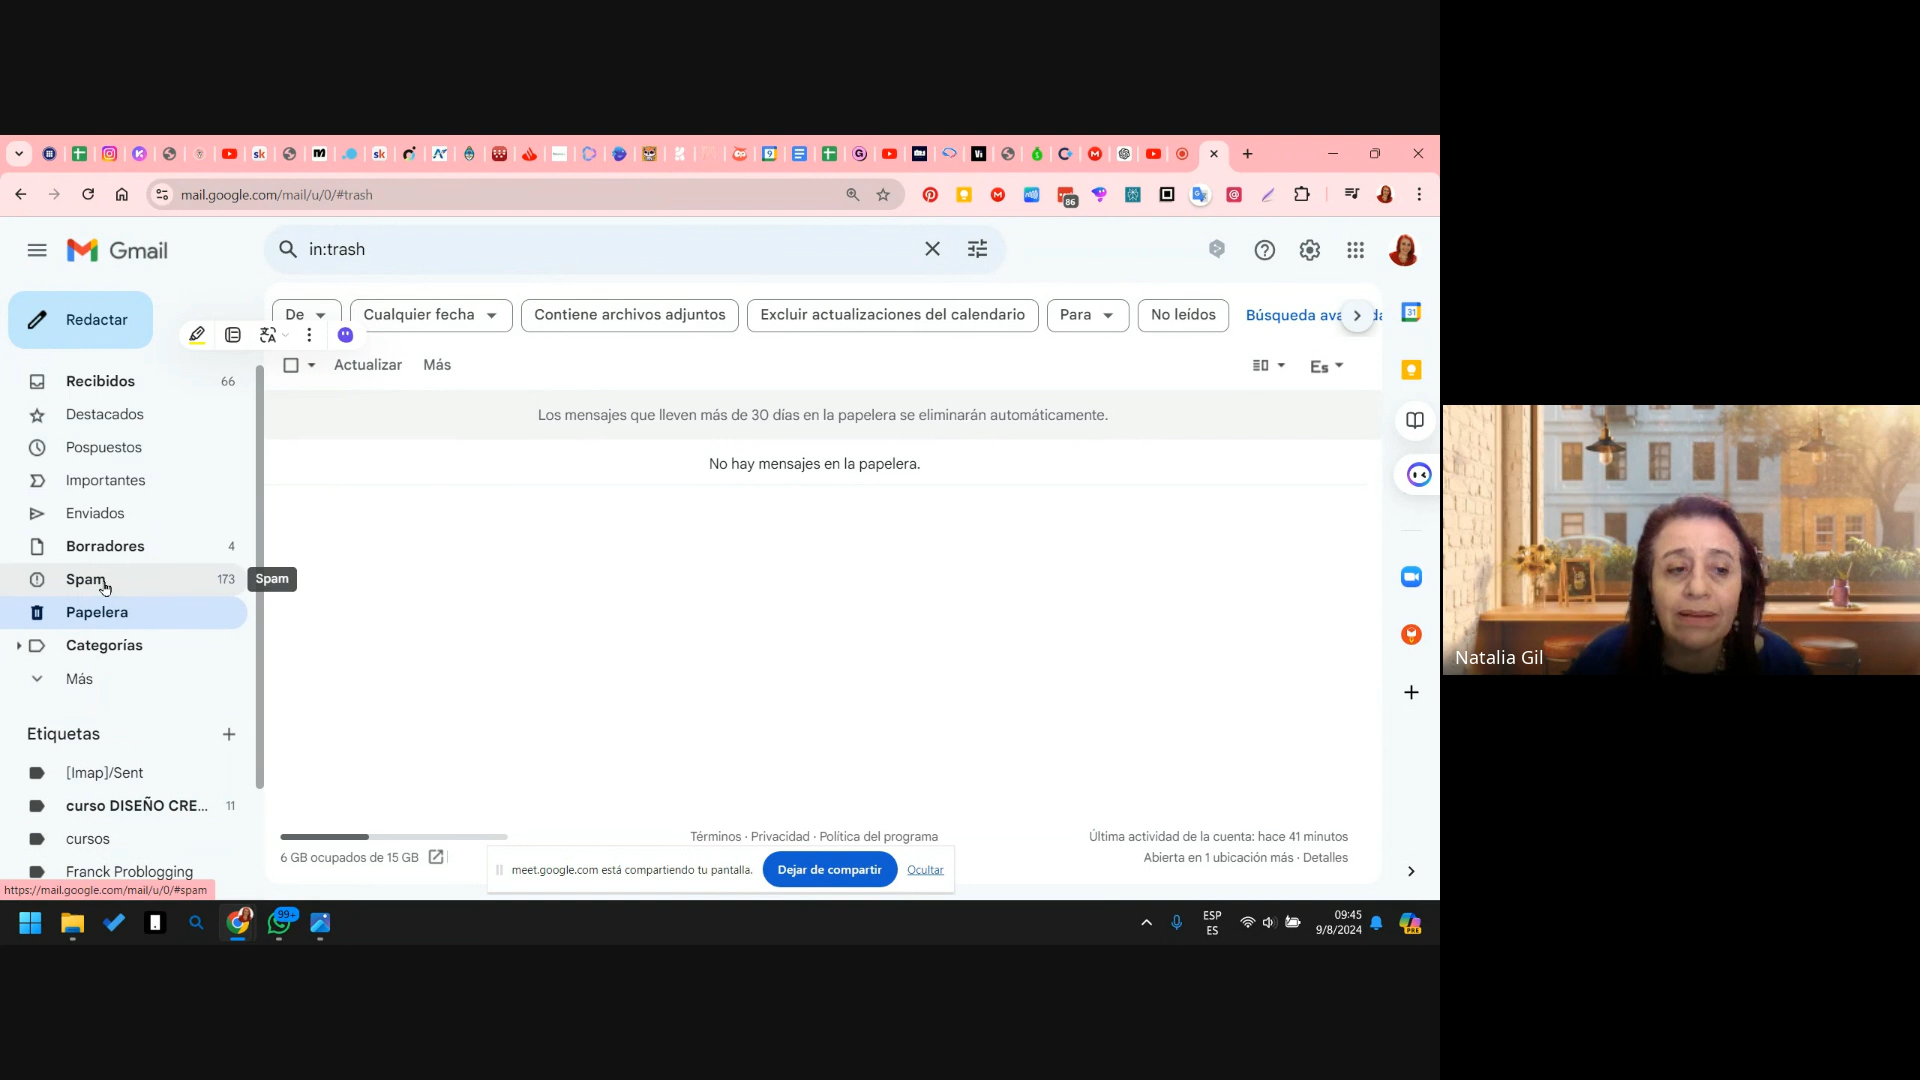 mail.google.com/mail/u/0/#trash
86
Gmail
in:trash
Redactar
De
Cualquier fecha
Contiene archivos adjuntos
Excluir actualizaciones del calendario
Para
No leídos
Búsqueda ava
Actualizar
Más
Es
31
Recibidos 66
Destacados
Pospuestos
Importantes
Enviados
Borradores 4
Spam 173
Spam
Papelera
Categorías
Más
Etiquetas
[Imap]/Sent
curso DISEÑO CRE... 11
cursos
Franck Problogging
https://mail.google.com/mail/u/0/#spam
Los mensajes que lleven más de 30 días en la papelera se eliminarán automáticamente.
No hay mensajes en la papelera.
6 GB ocupados de 15 GB
Términos · Privacidad · Política del programa
Última actividad de la cuenta: hace 41 minutos
Abierta en 1 ubicación más · Detalles
meet.google.com está compartiendo tu pantalla.
Dejar de compartir
Ocultar
99+
ESP
ES
09:45
9/8/2024
PRE
Natalia Gil